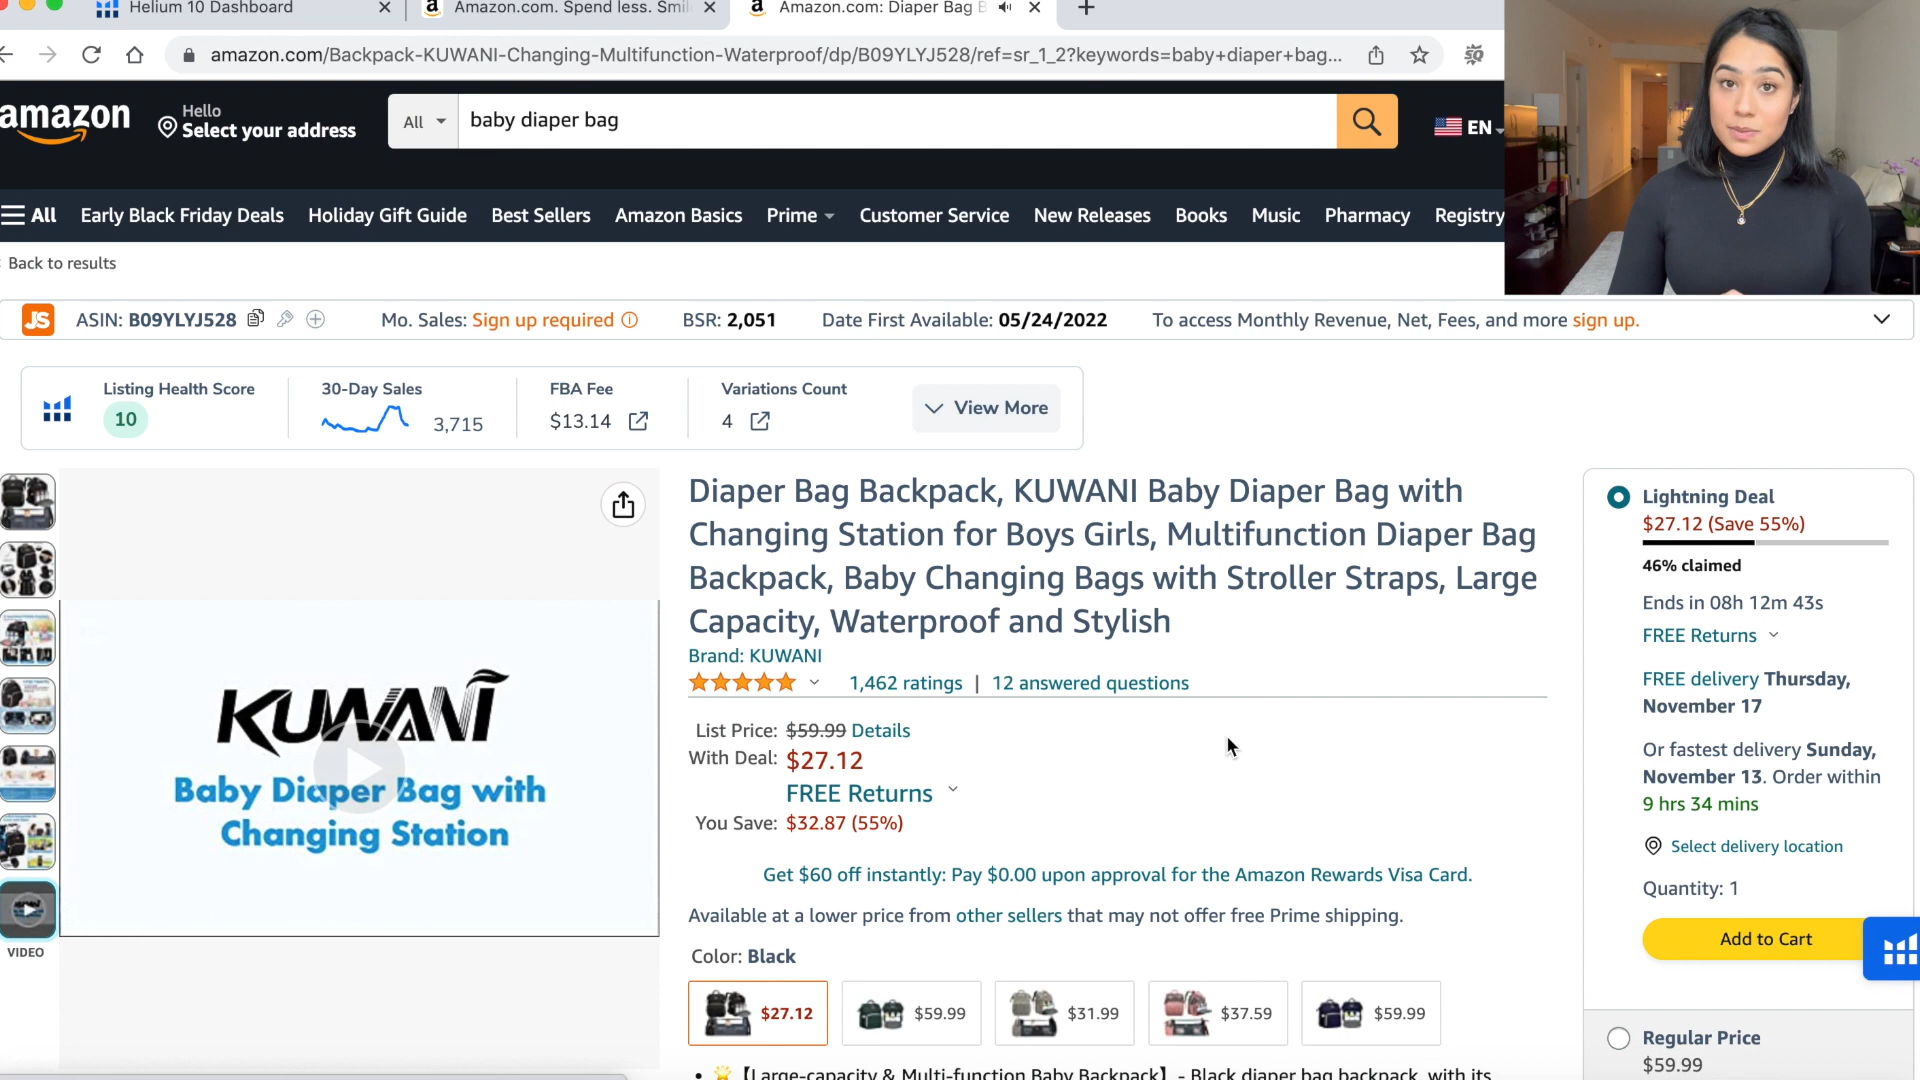 Helium 10 Dashboard
Amazon.com. Spend less. Smil
Amazon.com: Diaper Bag B
amazon.com/Backpack-KUWANI-Changing-Multifunction-Waterproof/dp/B09YLYJ528/ref=sr_1_2?keywords=baby+diaper+bag...
amazon
Hello
Select your address
All
baby diaper bag
EN
All
Early Black Friday Deals
Holiday Gift Guide
Best Sellers
Amazon Basics
Prime
Customer Service
New Releases
Books
Music
Pharmacy
Registry
Back to results
JS
ASIN: B09YLYJ528
Mo. Sales: Sign up required
BSR: 2,051
Date First Available: 05/24/2022
To access Monthly Revenue, Net, Fees, and more sign up.
Listing Health Score
10
30-Day Sales
3,715
FBA Fee
$13.14
Variations Count
4
View More
KUWANI
Baby Diaper Bag with
Changing Station
VIDEO
Diaper Bag Backpack, KUWANI Baby Diaper Bag with
Changing Station for Boys Girls, Multifunction Diaper Bag
Backpack, Baby Changing Bags with Stroller Straps, Large
Capacity, Waterproof and Stylish
Brand: KUWANI
1,462 ratings | 12 answered questions
List Price: $59.99 Details
With Deal: $27.12
FREE Returns
You Save: $32.87 (55%)
Get $60 off instantly: Pay $0.00 upon approval for the Amazon Rewards Visa Card.
Available at a lower price from other sellers that may not offer free Prime shipping.
Color: Black
$27.12
$59.99
$31.99
$37.59
$59.99
• 【Large-capacity & Multi-function Baby Backpack】 - Black diaper bag backpack, with its
Lightning Deal
$27.12 (Save 55%)
46% claimed
Ends in 08h 12m 43s
FREE Returns
FREE delivery Thursday,
November 17
Or fastest delivery Sunday,
November 13. Order within
9 hrs 34 mins
Select delivery location
Quantity: 1
Add to Cart
Regular Price
$59.99